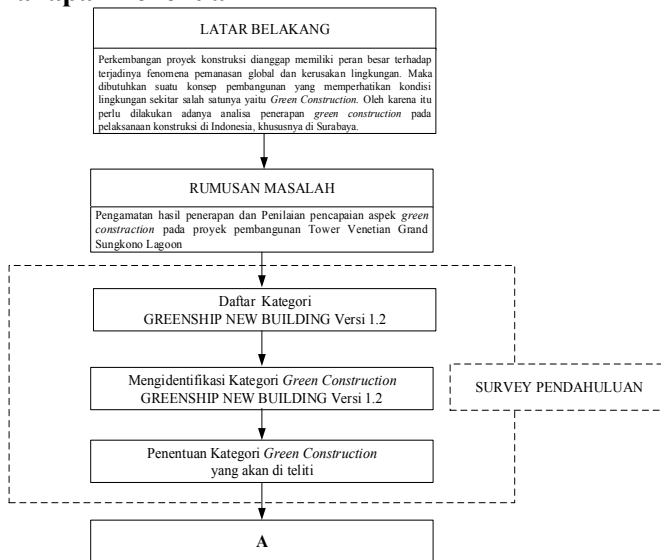 LATAR BELAKANG
Perkembangan proyek konstruksi dianggap memiliki peran besar terhadap
terjadinya fenomena pemanasan global dan kerusakan lingkungan. Maka
dibutuhkan suatu konsep pembangunan yang memperhatikan kondisi
lingkungan sekitar salah satunya yaitu Green Construction. Oleh karena itu
perlu dilakukan adanya analisa penerapan green construction pada
pelaksanaan konstruksi di Indonesia, khususnya di Surabaya.
RUMUSAN MASALAH
Pengamatan hasil penerapan dan Penilaian pencapaian aspek green
constraction pada proyek pembangunan Tower Venetian Grand
Sungkono Lagoon
Daftar Kategori
GREENSHIP NEW BUILDING Versi 1.2
Mengidentifikasi Kategori Green Construction
GREENSHIP NEW BUILDING Versi 1.2
SURVEY PENDAHULUAN
Penentuan Kategori Green Construction
yang akan di teliti
A